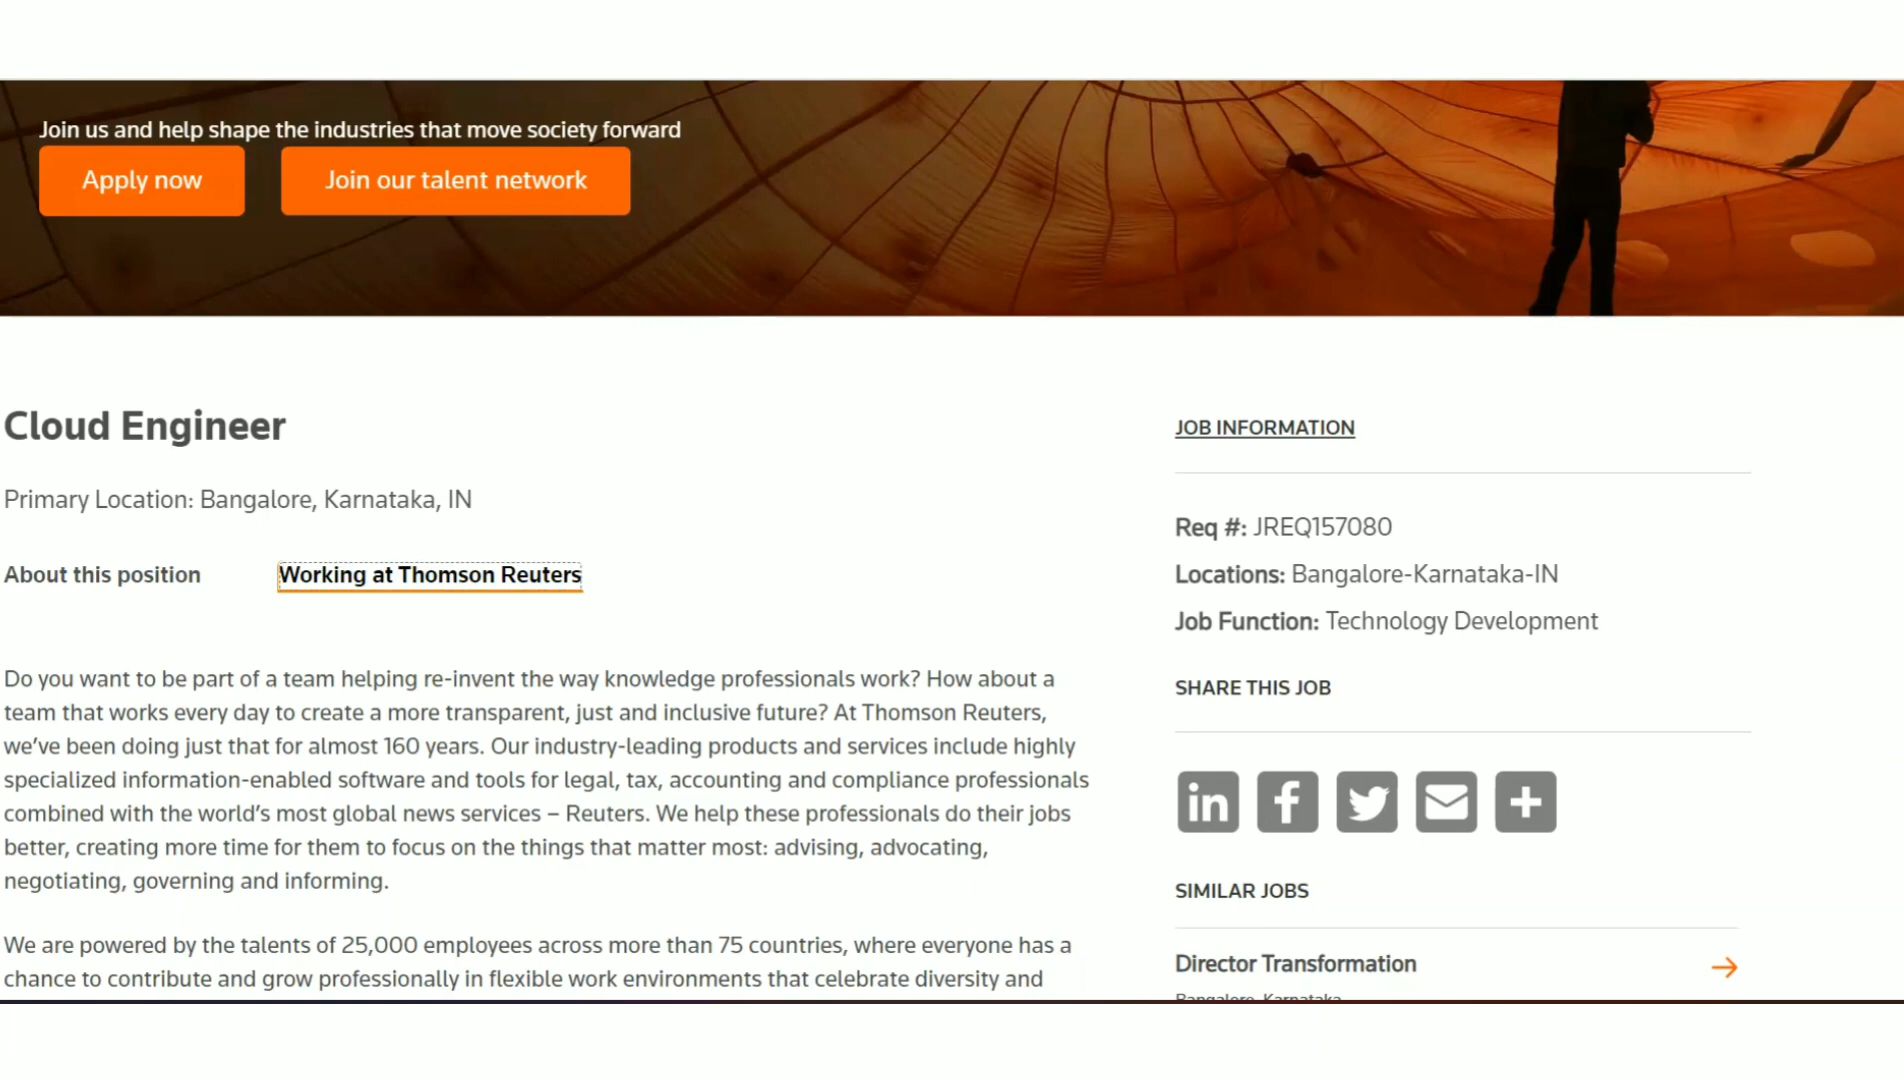 Join us and help shape the industries that move society forward
Apply now
Join our talent network
Cloud Engineer
Primary Location: Bangalore, Karnataka, IN
About this position
Working at Thomson Reuters
Do you want to be part of a team helping re-invent the way knowledge professionals work? How about a
team that works every day to create a more transparent, just and inclusive future? At Thomson Reuters,
we’ve been doing just that for almost 160 years. Our industry-leading products and services include highly
specialized information-enabled software and tools for legal, tax, accounting and compliance professionals
combined with the world’s most global news services – Reuters. We help these professionals do their jobs
better, creating more time for them to focus on the things that matter most: advising, advocating,
negotiating, governing and informing.
We are powered by the talents of 25,000 employees across more than 75 countries, where everyone has a
chance to contribute and grow professionally in flexible work environments that celebrate diversity and
JOB INFORMATION
Req #: JREQ157080
Locations: Bangalore-Karnataka-IN
Job Function: Technology Development
SHARE THIS JOB
SIMILAR JOBS
Director Transformation
Bangalore, Karnataka